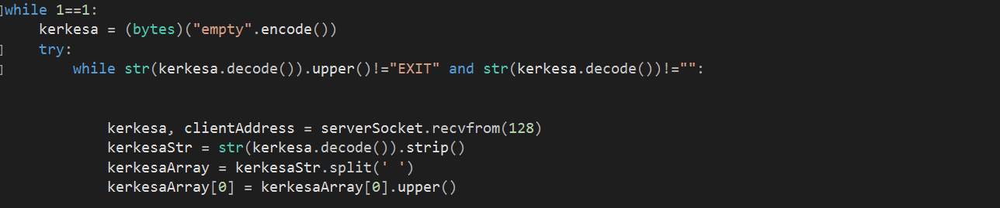 while 1==1:
    kerkesa = (bytes)("empty".encode())
    try:
        while str(kerkesa.decode()).upper()!="EXIT" and str(kerkesa.decode())!="":
            kerkesa, clientAddress = serverSocket.recvfrom(128)
            kerkesaStr = str(kerkesa.decode()).strip()
            kerkesaArray = kerkesaStr.split(' ')
            kerkesaArray[0] = kerkesaArray[0].upper()